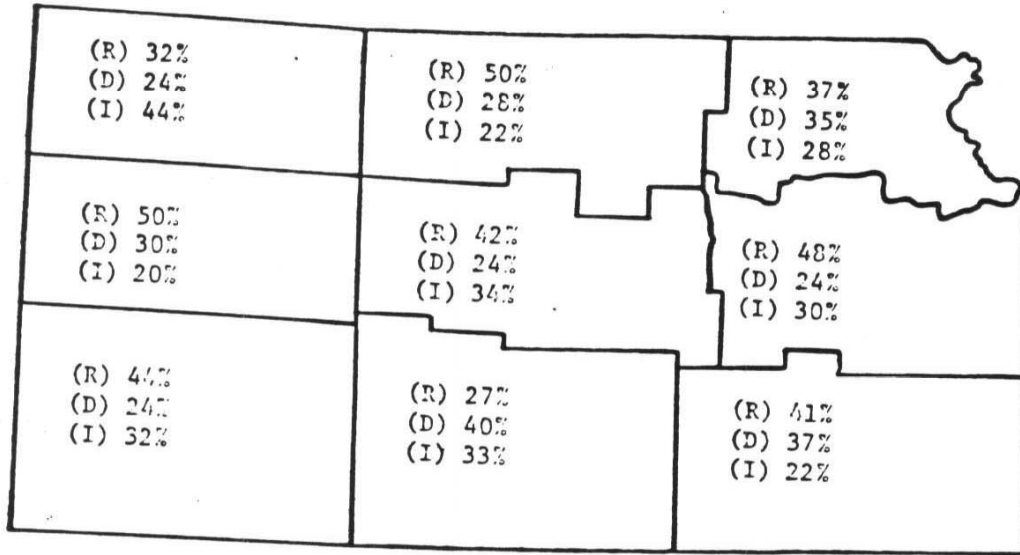 (R) 32%
(D) 24%
(I) 44%
(R) 50%
(D) 28%
(I) 22%
(R) 37%
(D) 35%
(I) 28%
(R) 50%
(D) 30%
(I) 20%
(R) 42%
(D) 24%
(I) 34%
(R) 48%
(D) 24%
(I) 30%
(R) 44%
(D) 24%
(I) 32%
(R) 27%
(D) 40%
(I) 33%
(R) 41%
(D) 37%
(I) 22%